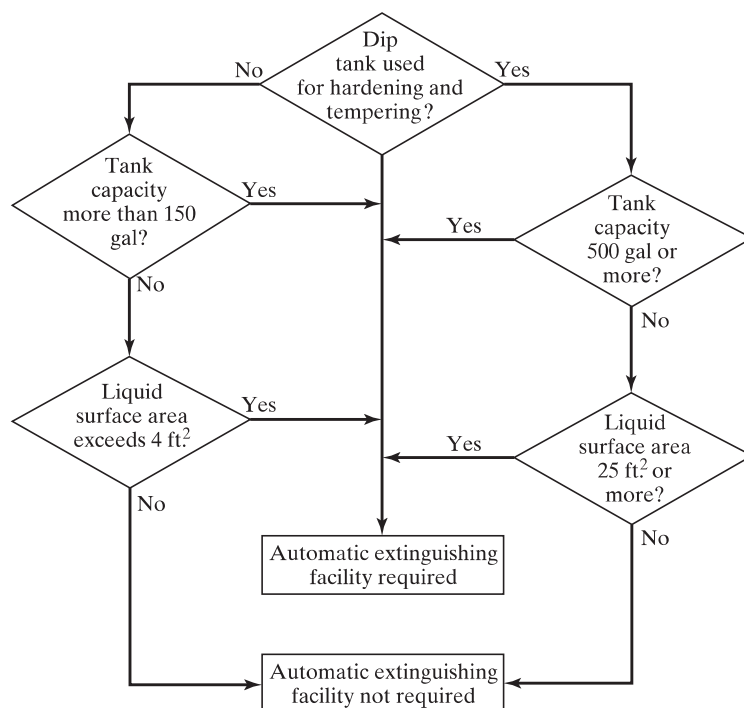 Dip
tank used
for hardening and
tempering?
No
Yes
Tank
capacity
more than 150
gal?
Yes
No
Tank
capacity
500 gal or
more?
Yes
No
Liquid
surface area
exceeds 4 ft.²
Yes
No
Liquid
surface area
25 ft.² or
more?
Yes
No
Automatic extinguishing
facility required
Automatic extinguishing
facility not required